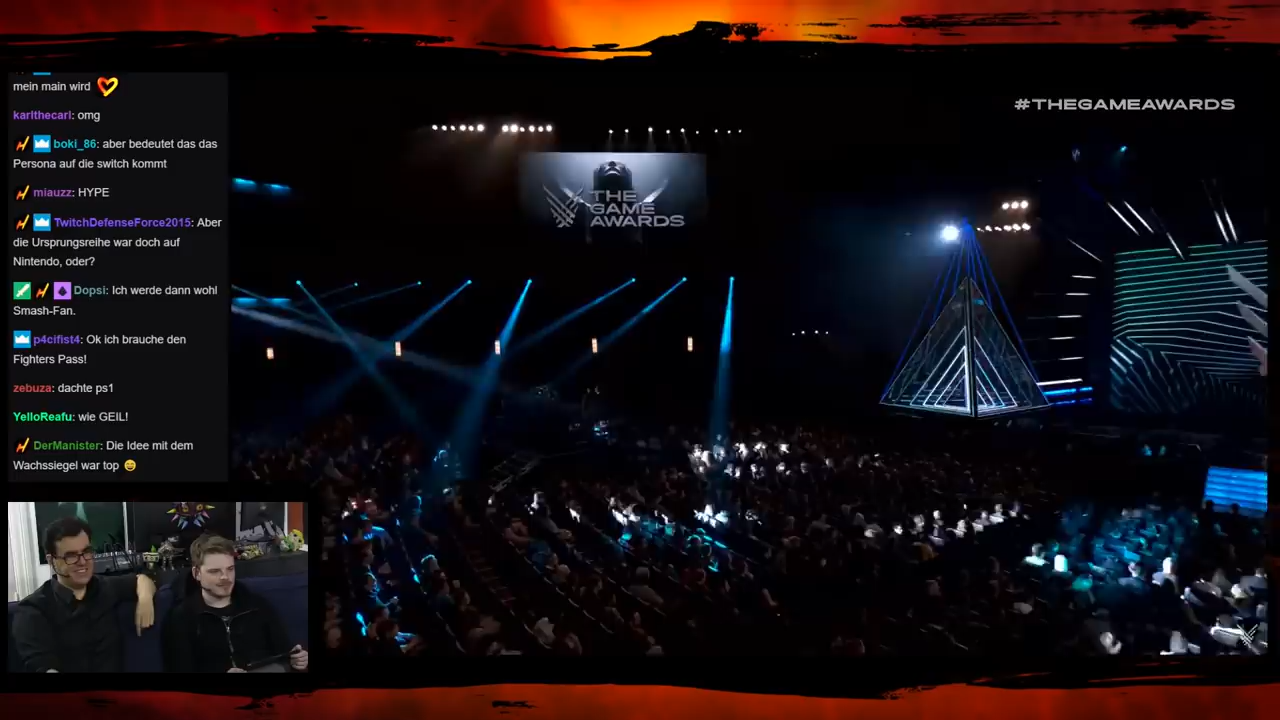 mein main wird
karlthecarl: omg
boki_86: aber bedeutet das das
Persona auf die switch kommt
miauzz: HYPE
TwitchDefenseForce2015: Aber
die Ursprungsreihe war doch auf
Nintendo, oder?
Dopsi: Ich werde dann wohl
Smash-Fan.
p4cifist4: Ok ich brauche den
Fighters Pass!
zebuza: dachte ps1
YelloReafu: wie GEIL!
DerManister: Die Idee mit dem
Wachssiegel war top
#THEGAMEAWARDS
THE
GAME
AWARDS